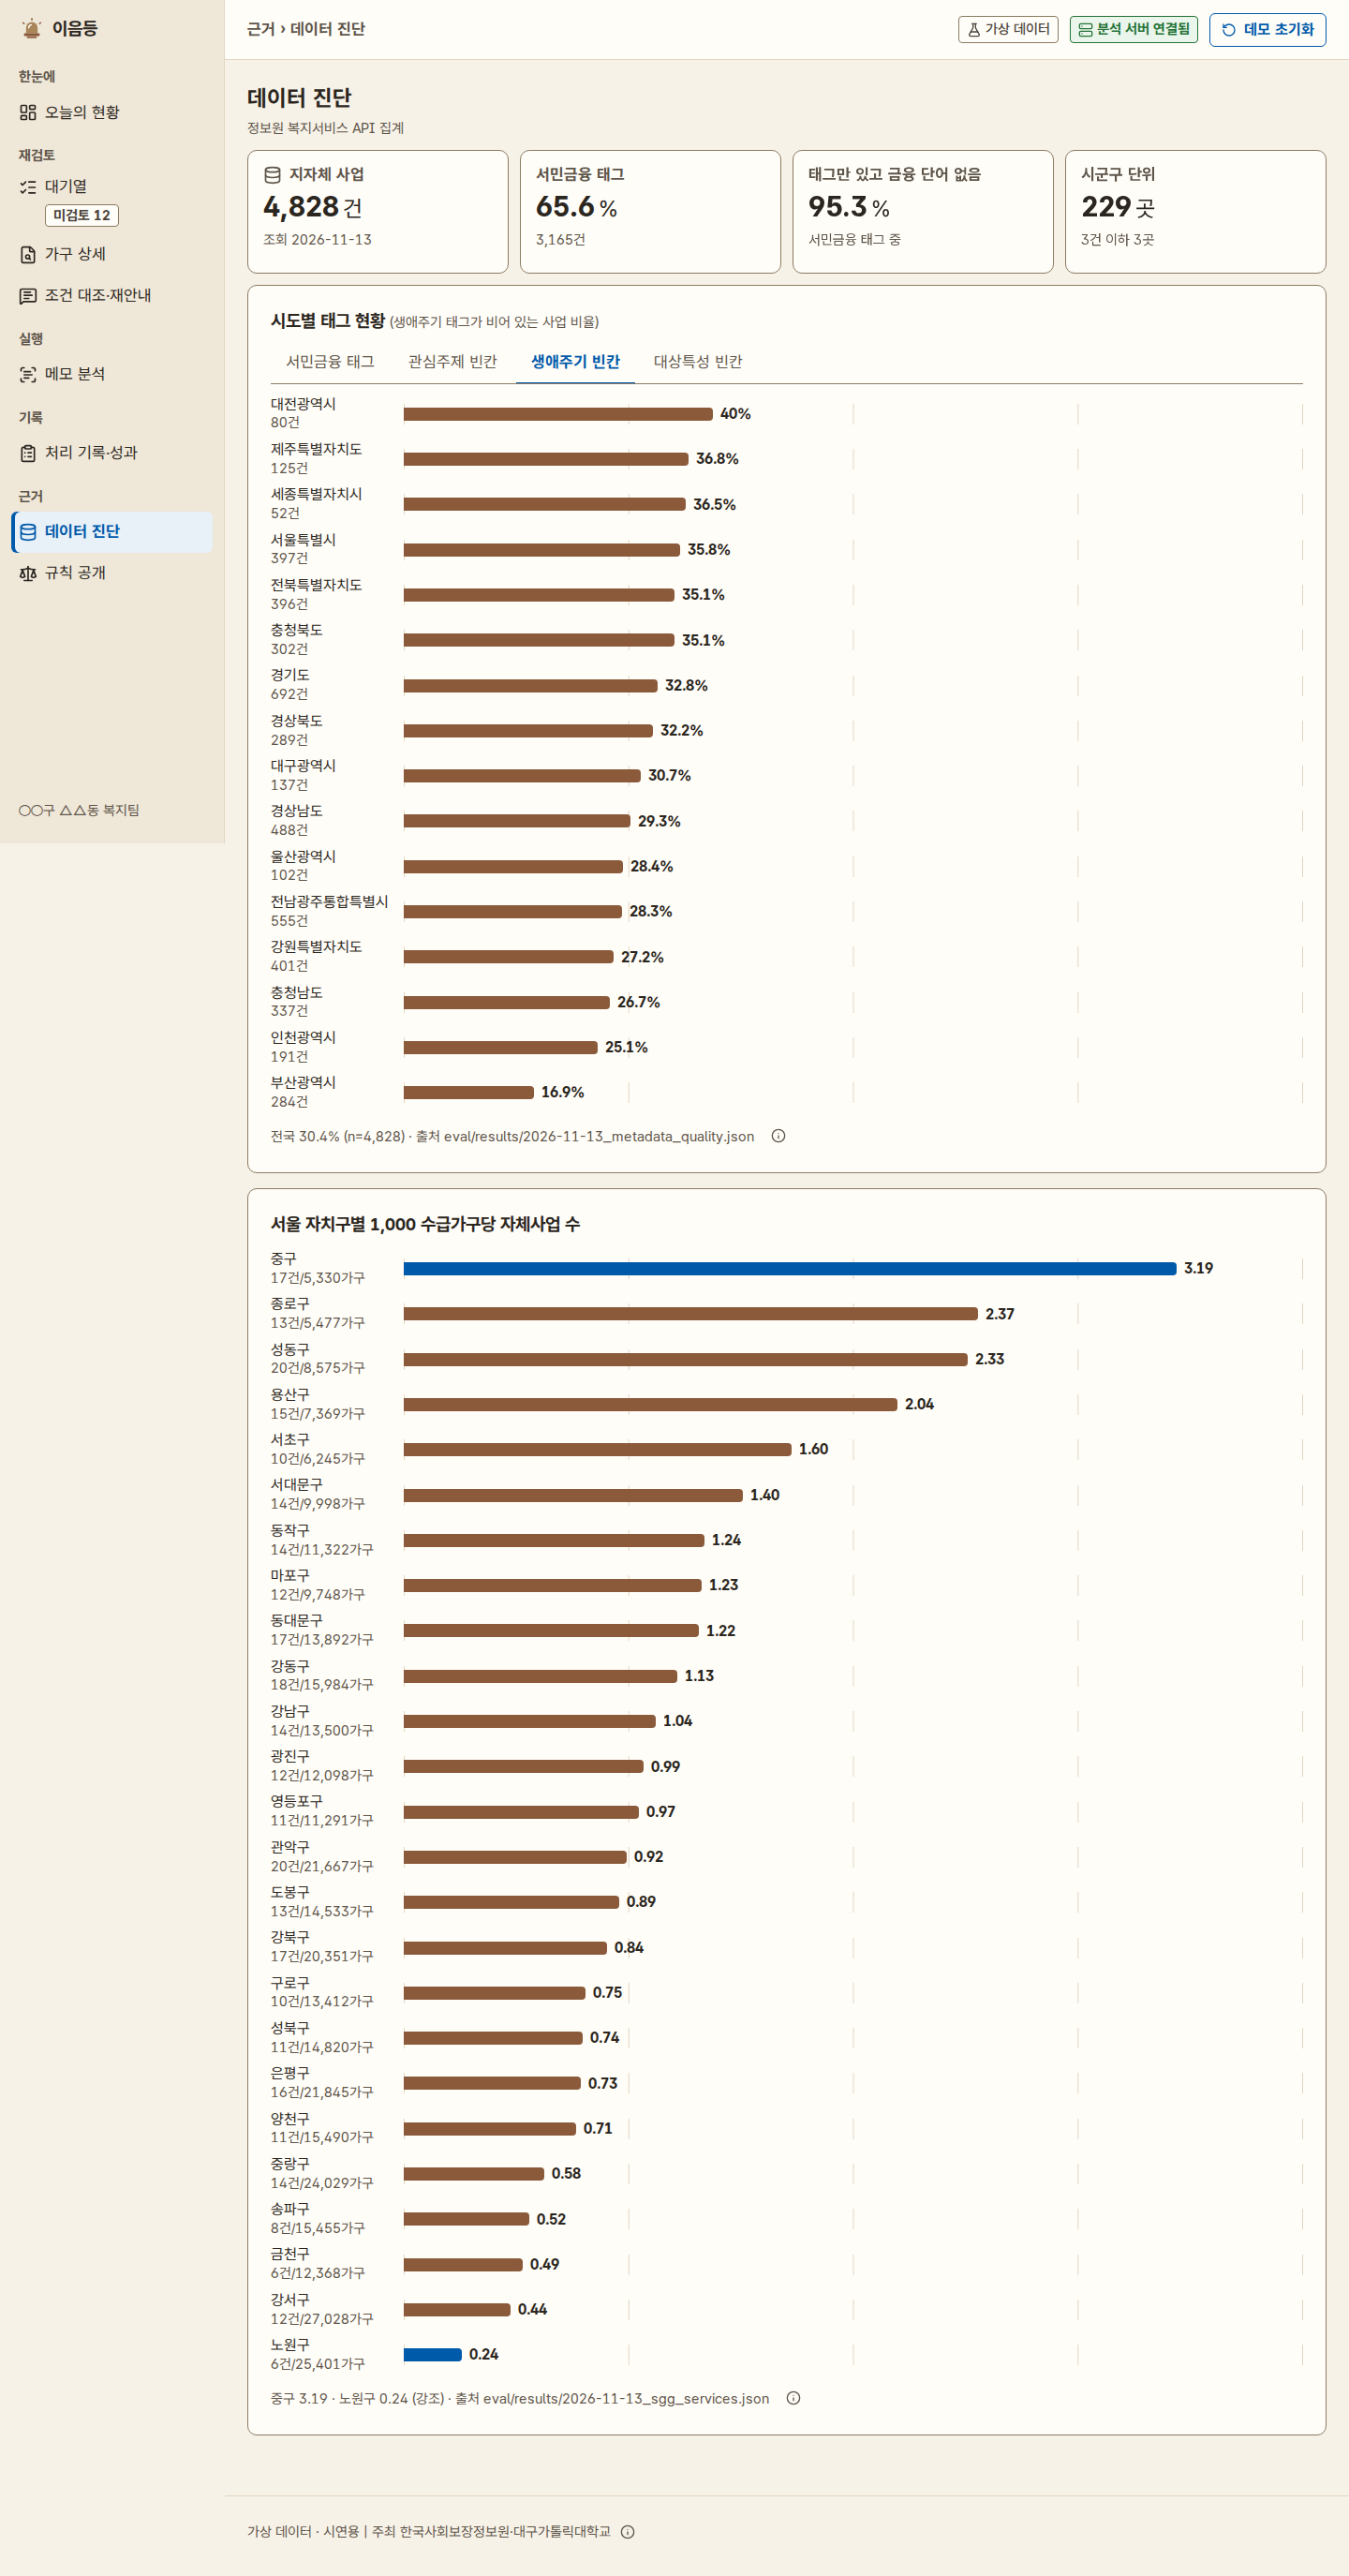 이음등
한눈에
오늘의 현황
재검토
대기열
미검토 12
가구 상세
조건 대조·재안내
실행
메모 분석
기록
처리 기록·성과
근거
데이터 진단
규칙 공개
○○구 △△동 복지팀
근거 › 데이터 진단
가상 데이터
분석 서버 연결됨
데모 초기화
데이터 진단
정보원 복지서비스 API 집계
지자체 사업
4,828 건
조회 2026-11-13
서민금융 태그
65.6 %
3,165건
태그만 있고 금융 단어 없음
95.3 %
서민금융 태그 중
시군구 단위
229 곳
3건 이하 3곳
시도별 태그 현황 (생애주기 태그가 비어 있는 사업 비율)
서민금융 태그 관심주제 빈칸 생애주기 빈칸 대상특성 빈칸
대전광역시
80건
40%
제주특별자치도
125건
36.8%
세종특별자치시
52건
36.5%
서울특별시
397건
35.8%
전북특별자치도
396건
35.1%
충청북도
302건
35.1%
경기도
692건
32.8%
경상북도
289건
32.2%
대구광역시
137건
30.7%
경상남도
488건
29.3%
울산광역시
102건
28.4%
전남광주통합특별시
555건
28.3%
강원특별자치도
401건
27.2%
충청남도
337건
26.7%
인천광역시
191건
25.1%
부산광역시
284건
16.9%
전국 30.4% (n=4,828) · 출처 eval/results/2026-11-13_metadata_quality.json
서울 자치구별 1,000 수급가구당 자체사업 수
중구
17건/5,330가구
3.19
종로구
13건/5,477가구
2.37
성동구
20건/8,575가구
2.33
용산구
15건/7,369가구
2.04
서초구
10건/6,245가구
1.60
서대문구
14건/9,998가구
1.40
동작구
14건/11,322가구
1.24
마포구
12건/9,748가구
1.23
동대문구
17건/13,892가구
1.22
강동구
18건/15,984가구
1.13
강남구
14건/13,500가구
1.04
광진구
12건/12,098가구
0.99
영등포구
11건/11,291가구
0.97
관악구
20건/21,667가구
0.92
도봉구
13건/14,533가구
0.89
강북구
17건/20,351가구
0.84
구로구
10건/13,412가구
0.75
성북구
11건/14,820가구
0.74
은평구
16건/21,845가구
0.73
양천구
11건/15,490가구
0.71
중랑구
14건/24,029가구
0.58
송파구
8건/15,455가구
0.52
금천구
6건/12,368가구
0.49
강서구
12건/27,028가구
0.44
노원구
6건/25,401가구
0.24
중구 3.19 · 노원구 0.24 (강조) · 출처 eval/results/2026-11-13_sgg_services.json
가상 데이터 · 시연용 | 주최 한국사회보장정보원·대구가톨릭대학교